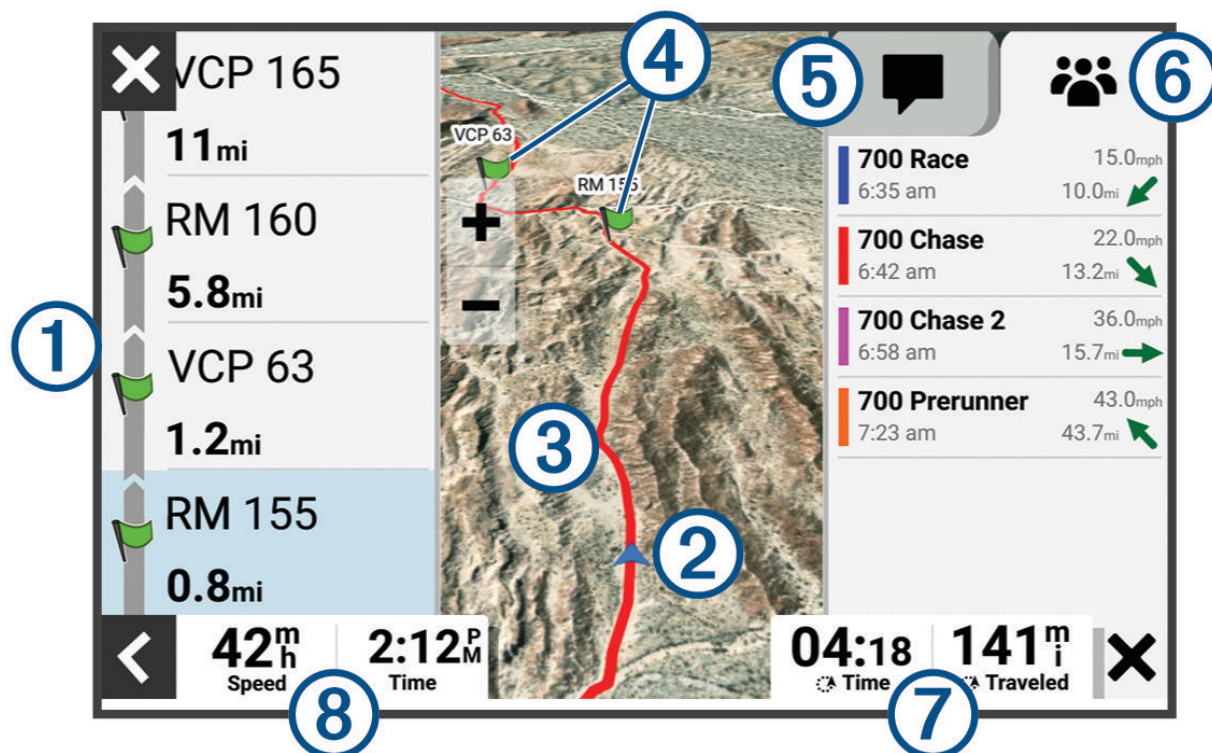 VCP 165
11mi
RM 160
5.8mi
VCP 63
1.2mi
RM 155
0.8mi
42mh
Speed
2:12PM
Time
VCP 63
RM 155
+
−
700 Race
15.0mph
6:35 am
10.0mi
700 Chase
22.0mph
6:42 am
13.2mi
700 Chase 2
36.0mph
6:58 am
15.7mi
700 Prerunner
43.0mph
7:23 am
43.7mi
04:18
Time
141mi
Traveled
1
2
3
4
5
6
7
8